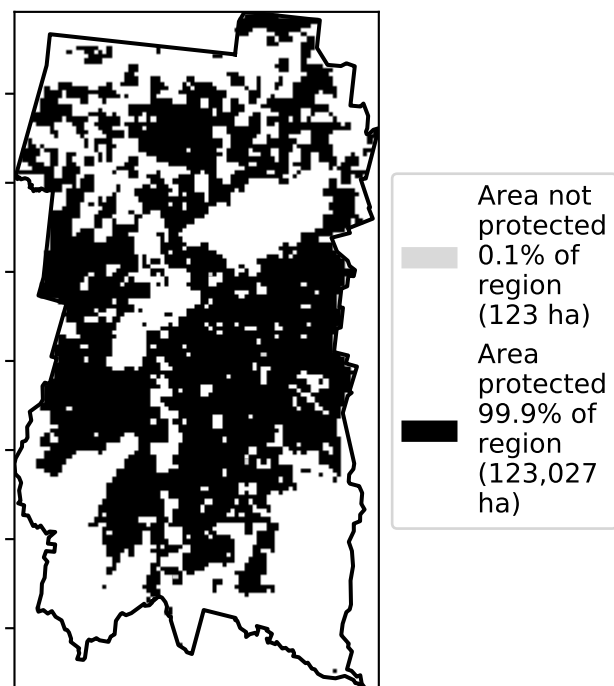 Area not
protected
0.1% of
region
(123 ha)
Area
protected
99.9% of
region
(123,027
ha)